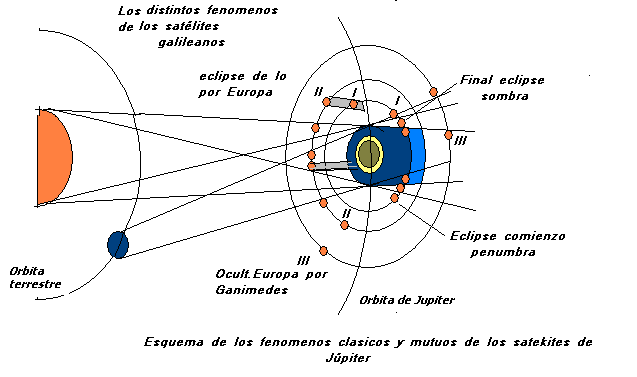 Los distintos fenomenos
de los satélites
galileanos
eclipse de Io
por Europa
II
I
I
Final eclipse
sombra
III
II
III
Eclipse comienzo
penumbra
Orbita
terrestre
Ocult.Europa por
Ganimedes
Orbita de Jupiter
Esquema de los fenomenos clasicos y mutuos de los satekites de
Júpiter